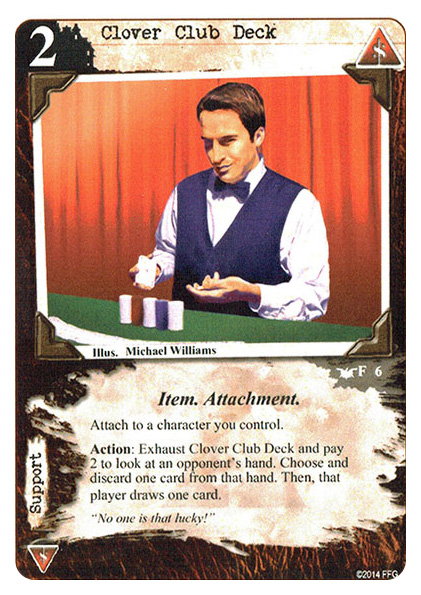 2
Clover Club Deck
$
Illus. Michael Williams
F 6
Item. Attachment.
Attach to a character you control.
Action: Exhaust Clover Club Deck and pay
2 to look at an opponent's hand. Choose and
discard one card from that hand. Then, that
player draws one card.
“No one is that lucky!”
Support
$
©2014 FFG